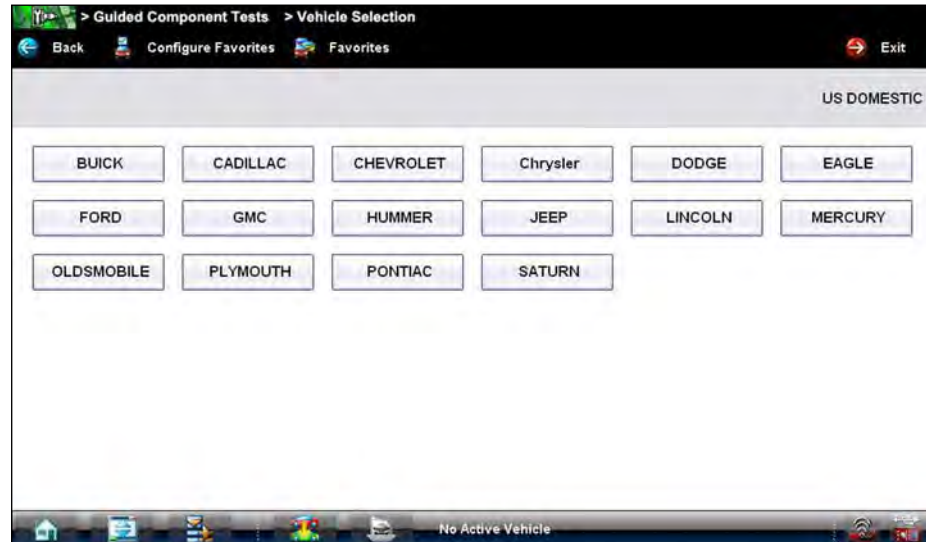 > Guided Component Tests > Vehicle Selection
Back Configure Favorites Favorites Exit
US DOMESTIC
BUICK CADILLAC CHEVROLET Chrysler DODGE EAGLE
FORD GMC HUMMER JEEP LINCOLN MERCURY
OLDSMOBILE PLYMOUTH PONTIAC SATURN
No Active Vehicle